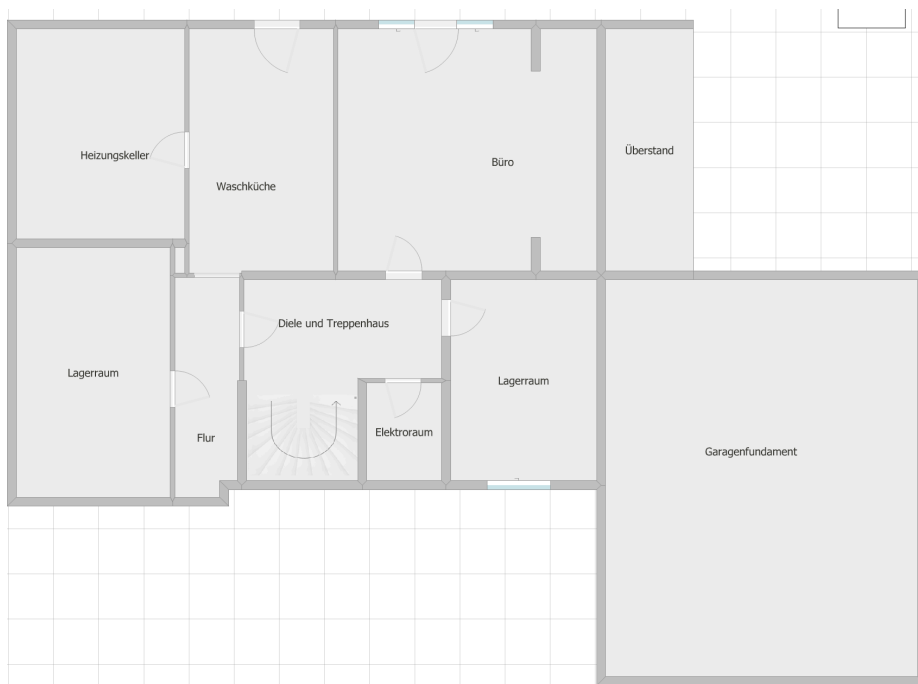 Überstand
Heizungskeller
Büro
Waschküche
Diele und Treppenhaus
Lagerraum
Lagerraum
Elektroraum
Flur
Garagenfundament